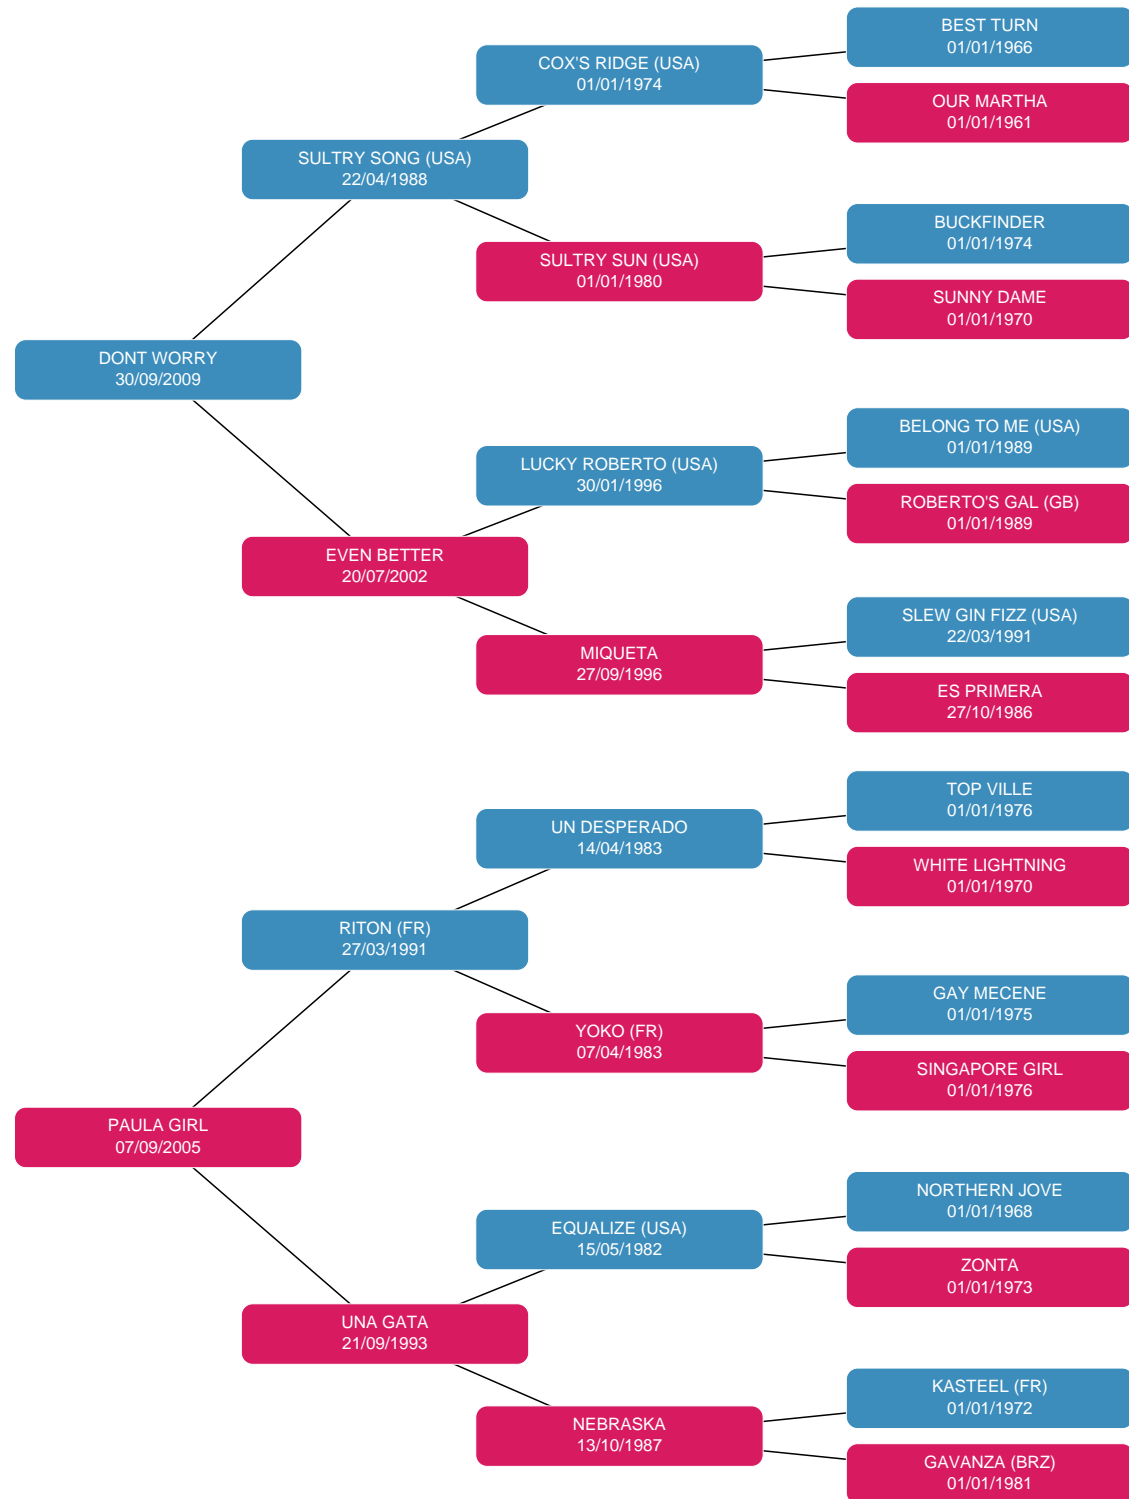 BEST TURN
01/01/1966
COX'S RIDGE (USA)
01/01/1974
OUR MARTHA
01/01/1961
SULTRY SONG (USA)
22/04/1988
BUCKFINDER
01/01/1974
SULTRY SUN (USA)
01/01/1980
SUNNY DAME
01/01/1970
DONT WORRY
30/09/2009
BELONG TO ME (USA)
01/01/1989
LUCKY ROBERTO (USA)
30/01/1996
ROBERTO'S GAL (GB)
01/01/1989
EVEN BETTER
20/07/2002
SLEW GIN FIZZ (USA)
22/03/1991
MIQUETA
27/09/1996
ES PRIMERA
27/10/1986
TOP VILLE
01/01/1976
UN DESPERADO
14/04/1983
WHITE LIGHTNING
01/01/1970
RITON (FR)
27/03/1991
GAY MECENE
01/01/1975
YOKO (FR)
07/04/1983
SINGAPORE GIRL
01/01/1976
PAULA GIRL
07/09/2005
NORTHERN JOVE
01/01/1968
EQUALIZE (USA)
15/05/1982
ZONTA
01/01/1973
UNA GATA
21/09/1993
KASTEEL (FR)
01/01/1972
NEBRASKA
13/10/1987
GAVANZA (BRZ)
01/01/1981